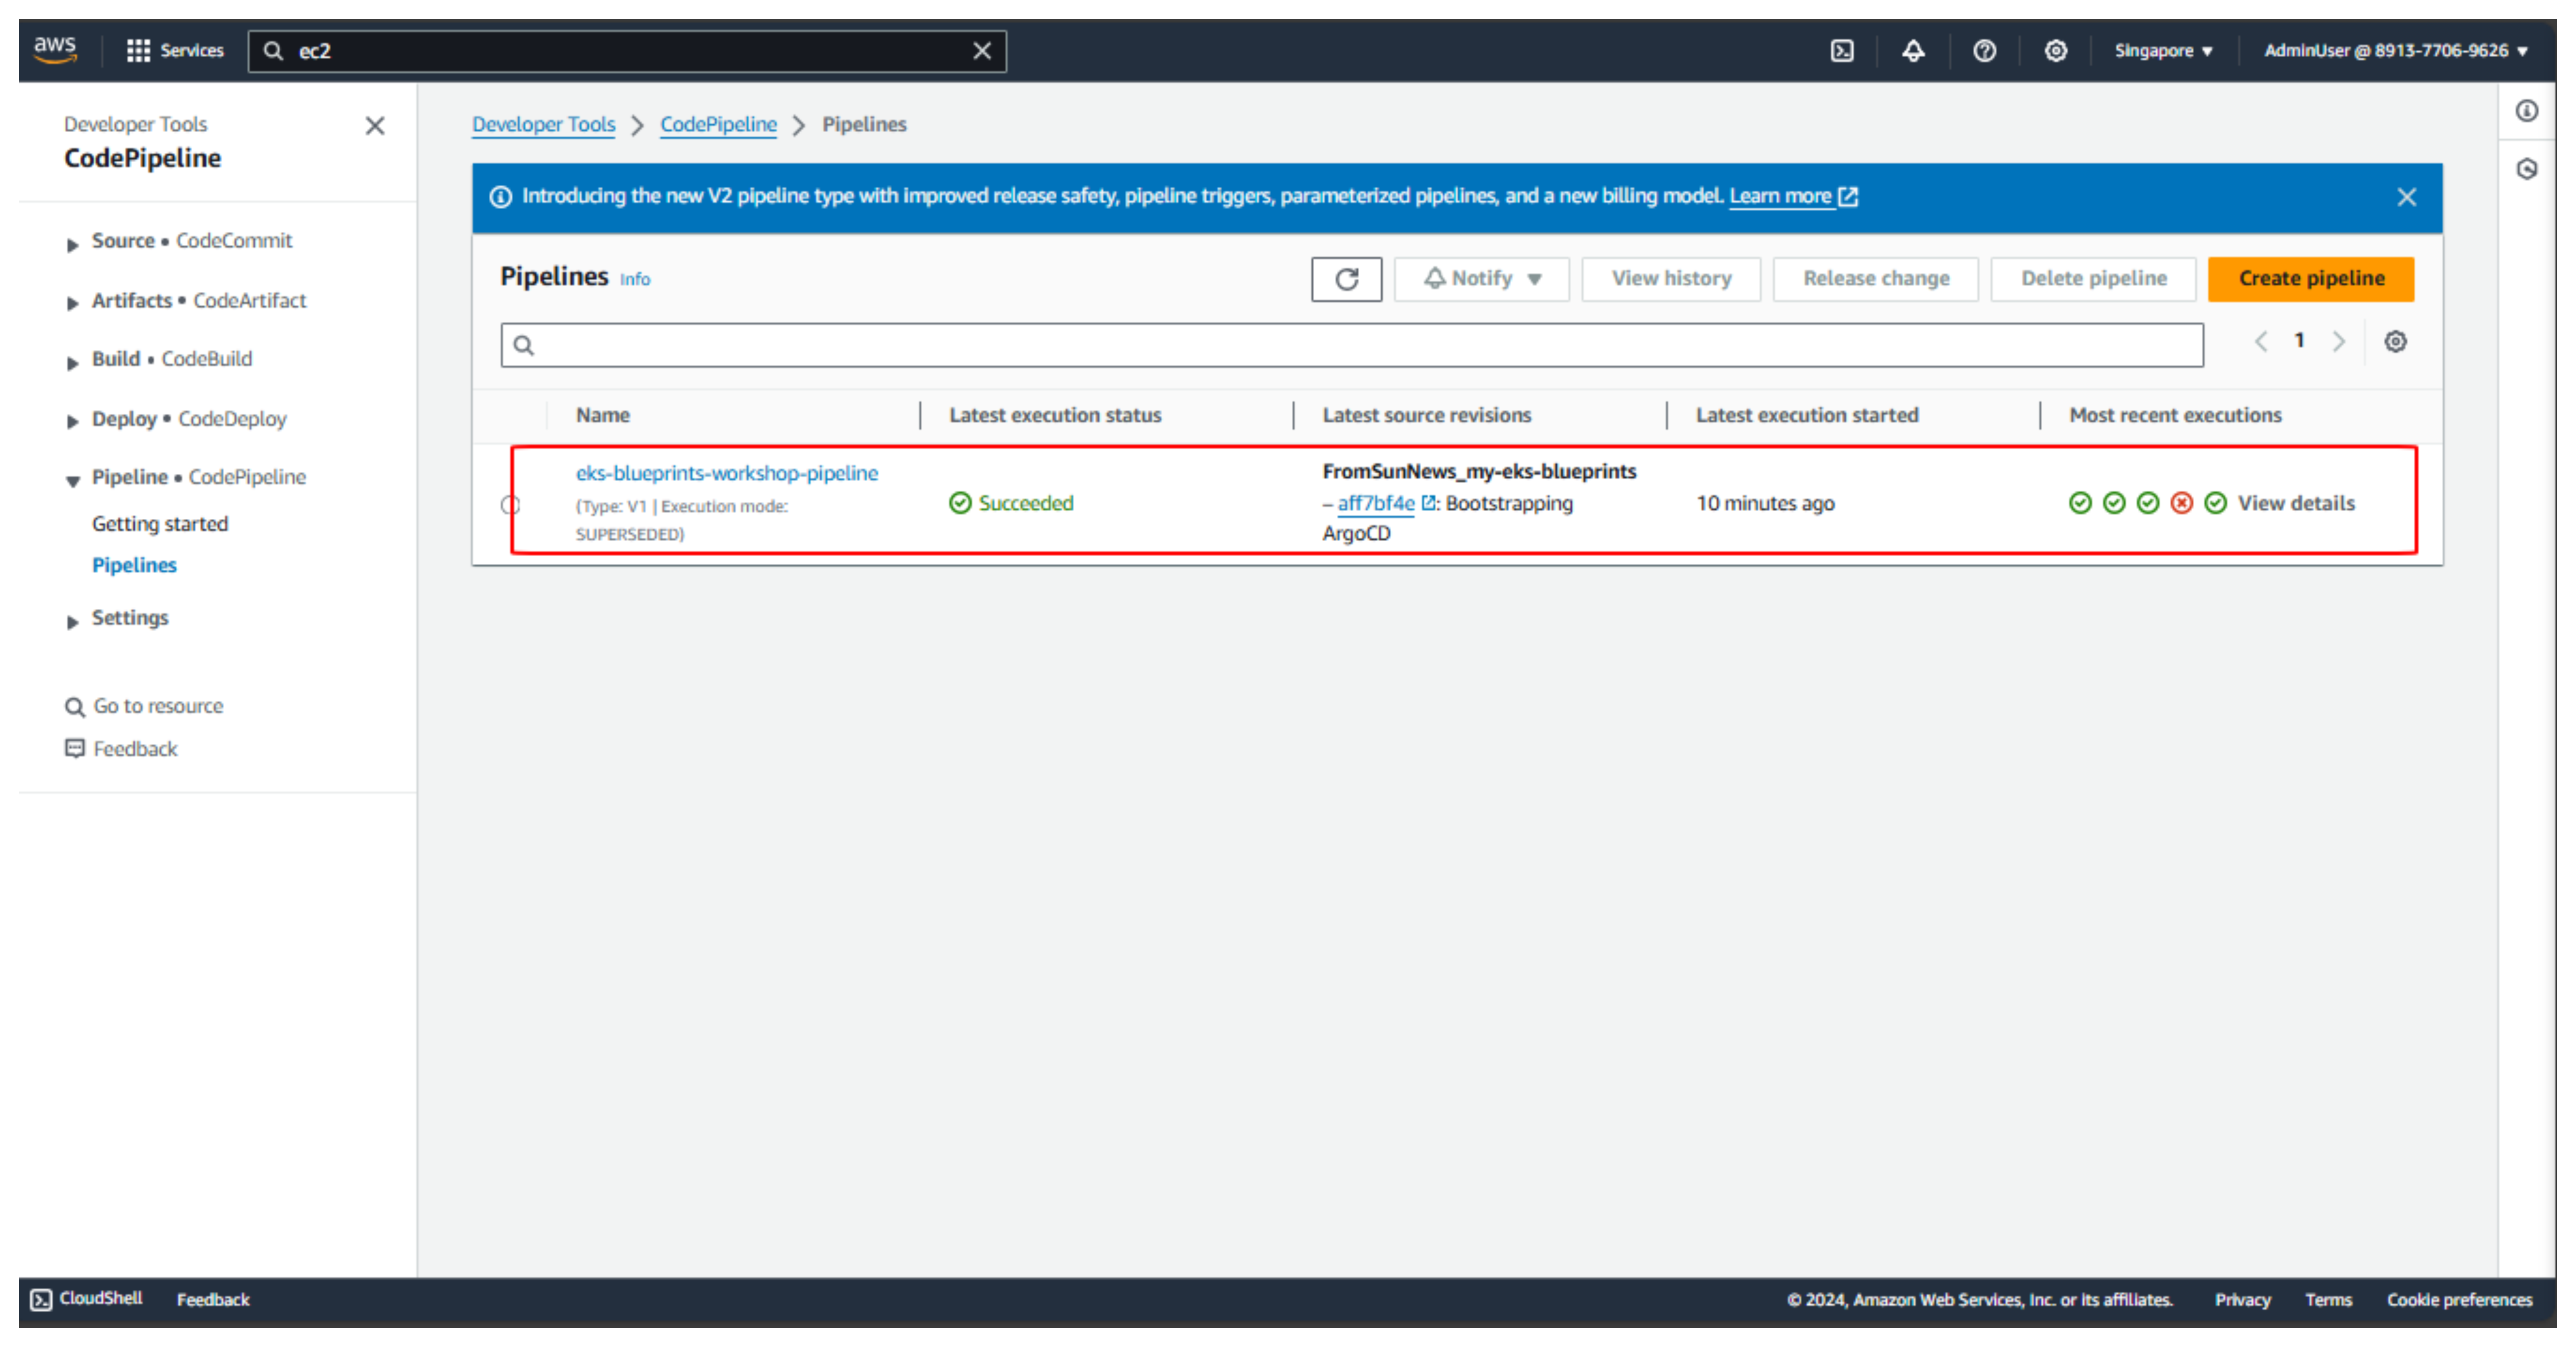 aws Services ec2 Singapore AdminUser @ 8913-7706-9626
Developer Tools
CodePipeline
Source • CodeCommit
Artifacts • CodeArtifact
Build • CodeBuild
Deploy • CodeDeploy
Pipeline • CodePipeline
Getting started
Pipelines
Settings
Go to resource
Feedback
Developer Tools > CodePipeline > Pipelines
Introducing the new V2 pipeline type with improved release safety, pipeline triggers, parameterized pipelines, and a new billing model. Learn more
Pipelines Info Notify View history Release change Delete pipeline Create pipeline
1
Name Latest execution status Latest source revisions Latest execution started Most recent executions
eks-blueprints-workshop-pipeline
(Type: V1 | Execution mode:
SUPERSEDED)
Succeeded
FromSunNews_my-eks-blueprints
– aff7bf4e: Bootstrapping
ArgoCD
10 minutes ago
View details
CloudShell Feedback © 2024, Amazon Web Services, Inc. or its affiliates. Privacy Terms Cookie preferences